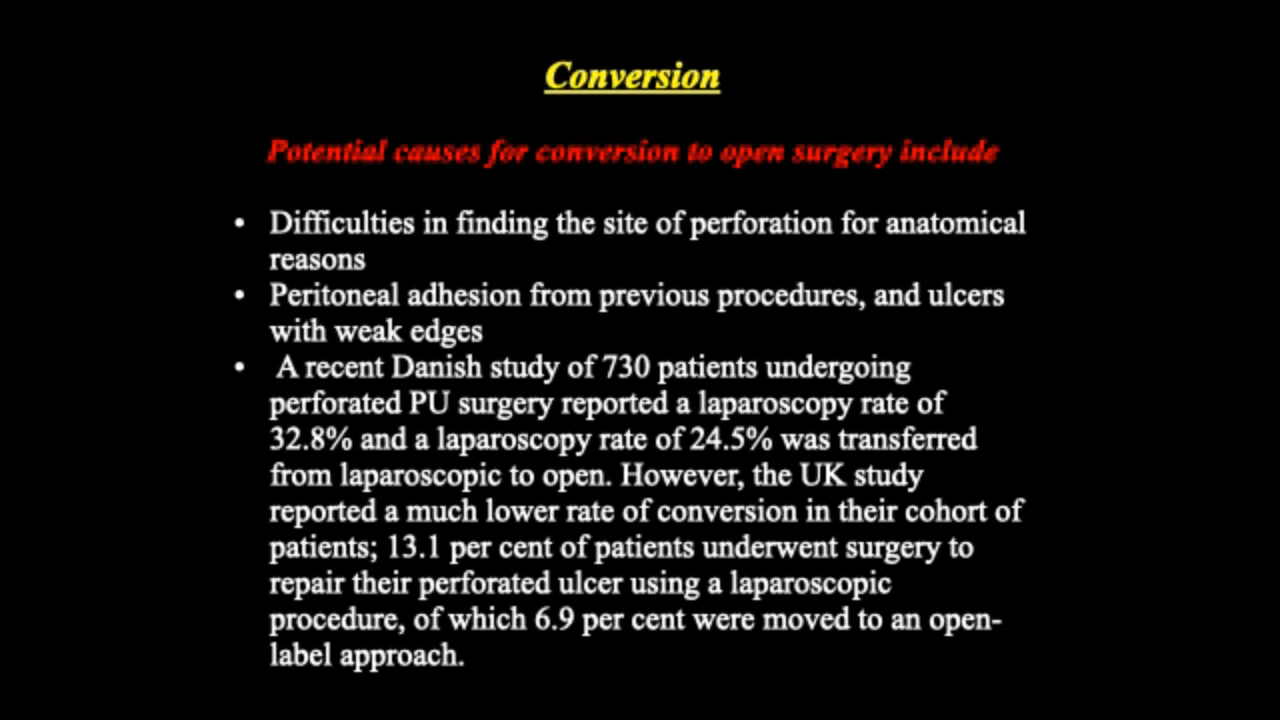 Conversion
Potential causes for conversion to open surgery include
• Difficulties in finding the site of perforation for anatomical
reasons
• Peritoneal adhesion from previous procedures, and ulcers
with weak edges
• A recent Danish study of 730 patients undergoing
perforated PU surgery reported a laparoscopy rate of
32.8% and a laparoscopy rate of 24.5% was transferred
from laparoscopic to open. However, the UK study
reported a much lower rate of conversion in their cohort of
patients; 13.1 per cent of patients underwent surgery to
repair their perforated ulcer using a laparoscopic
procedure, of which 6.9 per cent were moved to an open-
label approach.